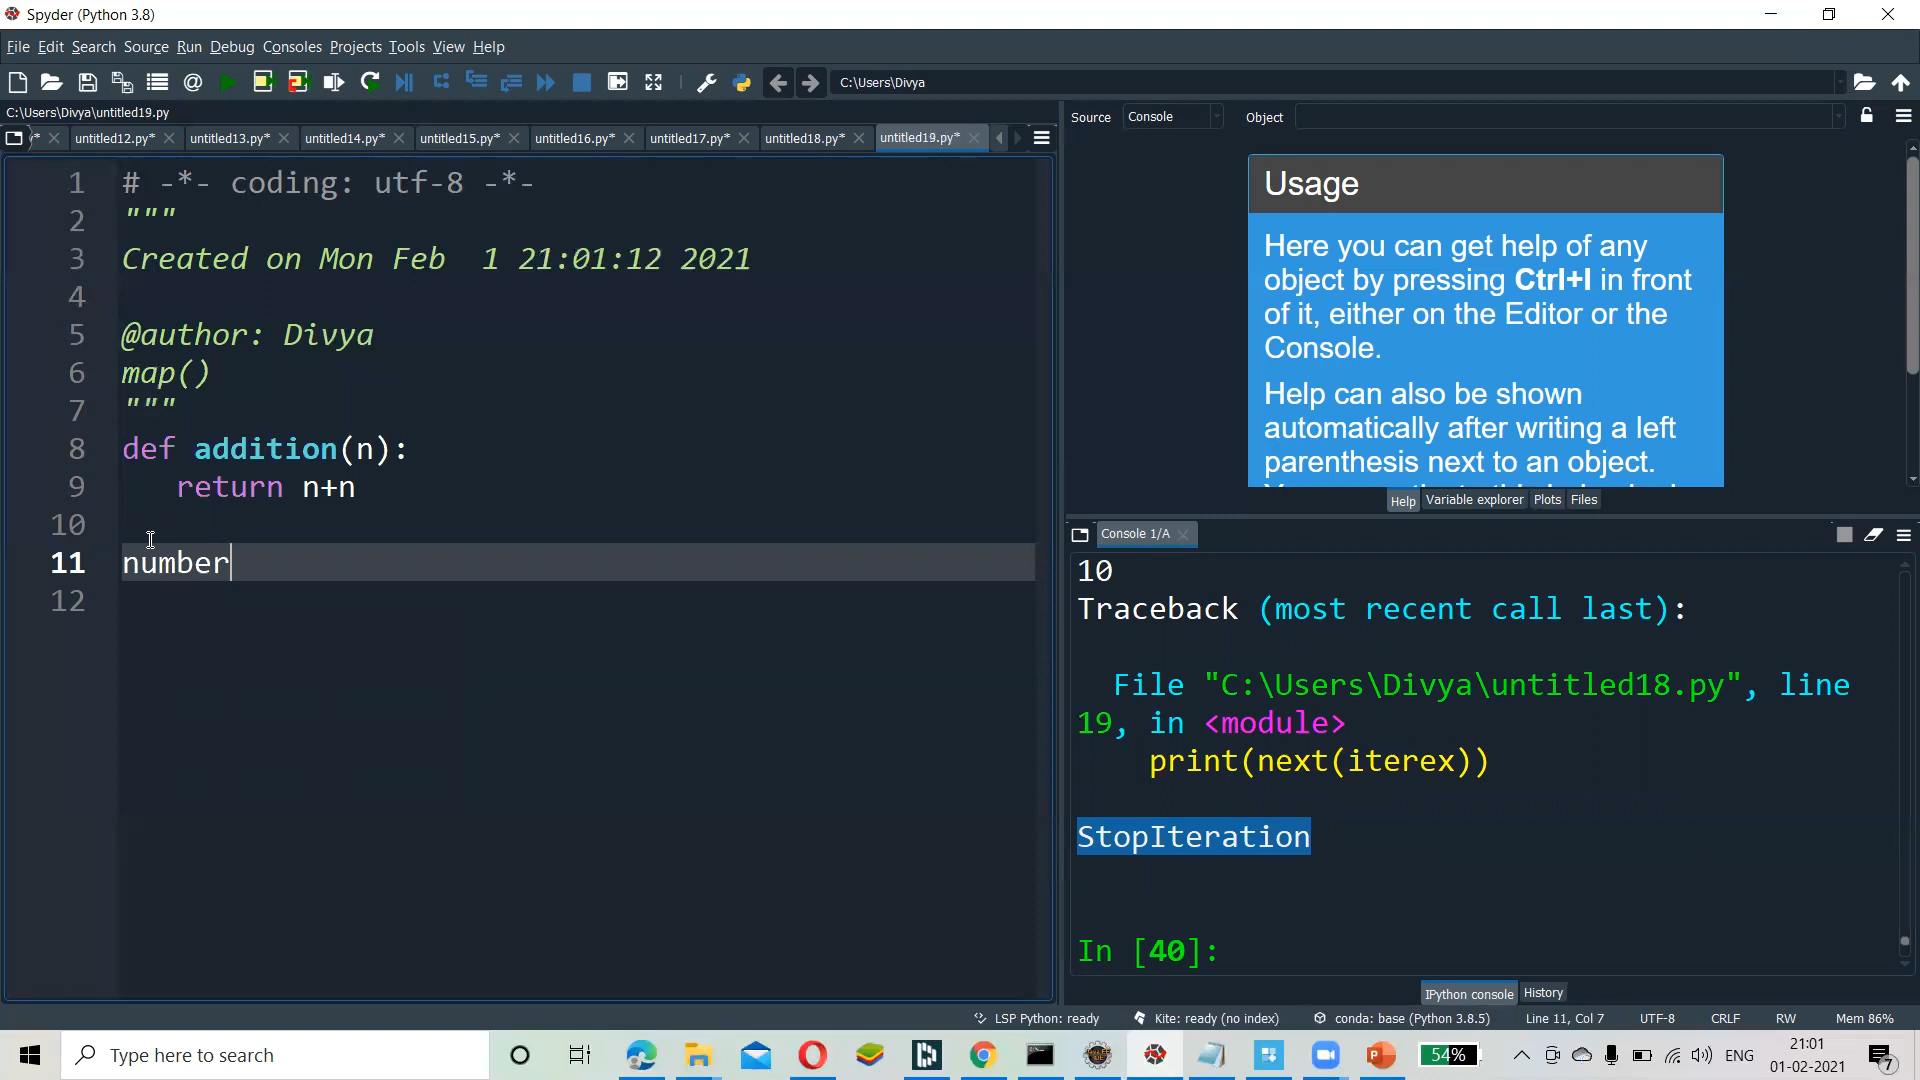 Spyder (Python 3.8)
File Edit Search Source Run Debug Consoles Projects Tools View Help
C:\Users\Divya
C:\Users\Divya\untitled19.py
untitled12.py* untitled13.py* untitled14.py* untitled15.py* untitled16.py* untitled17.py* untitled18.py* untitled19.py*
Source Console Object
1 # -*- coding: utf-8 -*-
2 """
3 Created on Mon Feb  1 21:01:12 2021
4
5 @author: Divya
6 map()
7 """
8 def addition(n):
9    return n+n
10
11 number
12
Usage
Here you can get help of any
object by pressing Ctrl+I in front
of it, either on the Editor or the
Console.
Help can also be shown
automatically after writing a left
parenthesis next to an object.
Help Variable explorer Plots Files
Console 1/A
10
Traceback (most recent call last):
File "C:\Users\Divya\untitled18.py", line
19, in <module>
print(next(iterex))
StopIteration
In [40]:
IPython console History
LSP Python: ready Kite: ready (no index) conda: base (Python 3.8.5) Line 11, Col 7 UTF-8 CRLF RW Mem 86%
Type here to search
54%
ENG
21:01
01-02-2021
7